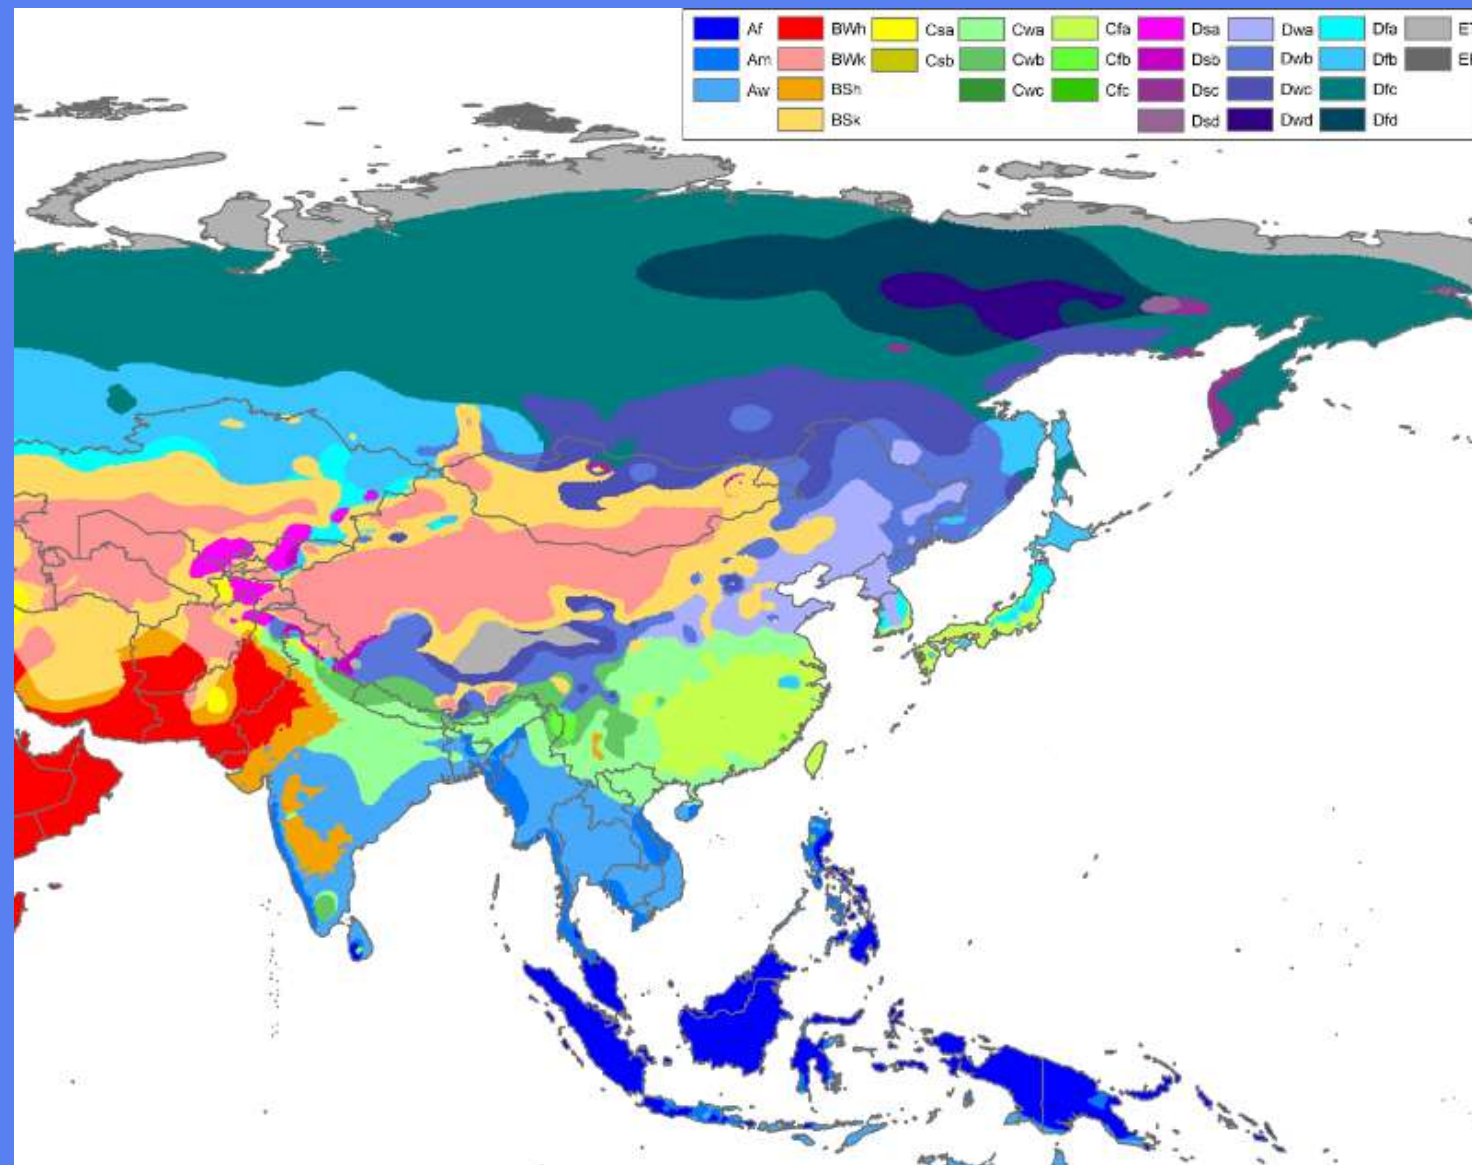 Af BWh Csa Cwa Cfa Dsa Dwa Dfa
Am BWk Csb Cwb Cfb Dsb Dwb Dfb
Aw BSh Cwc Cfc Dsc Dwc Dfc
BSk Dsd Dwd Dfd